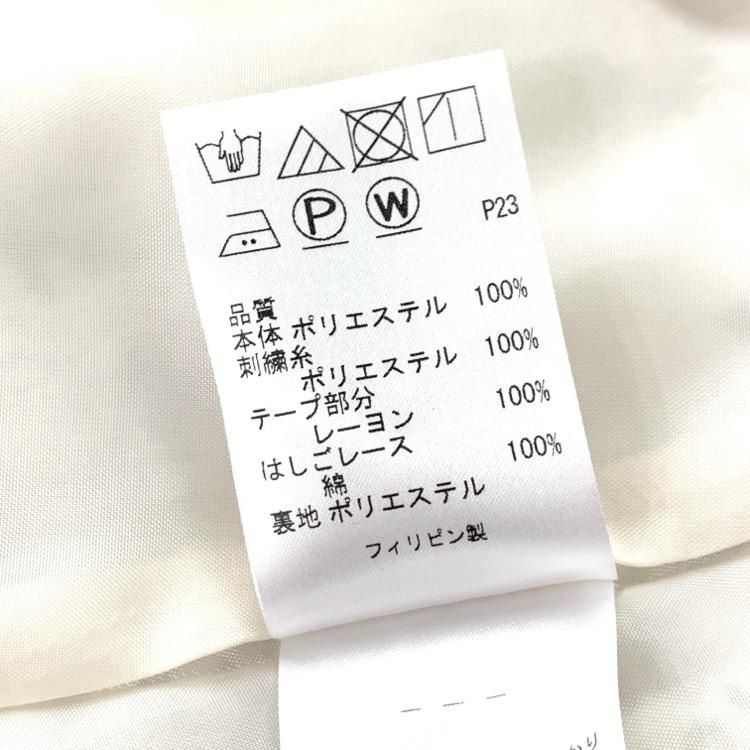 P W P23
品質
本体 ポリエステル 100%
刺繍糸
ポリエステル 100%
テープ部分
レーヨン 100%
はしごレース
綿 100%
裏地 ポリエステル
フィリピン製